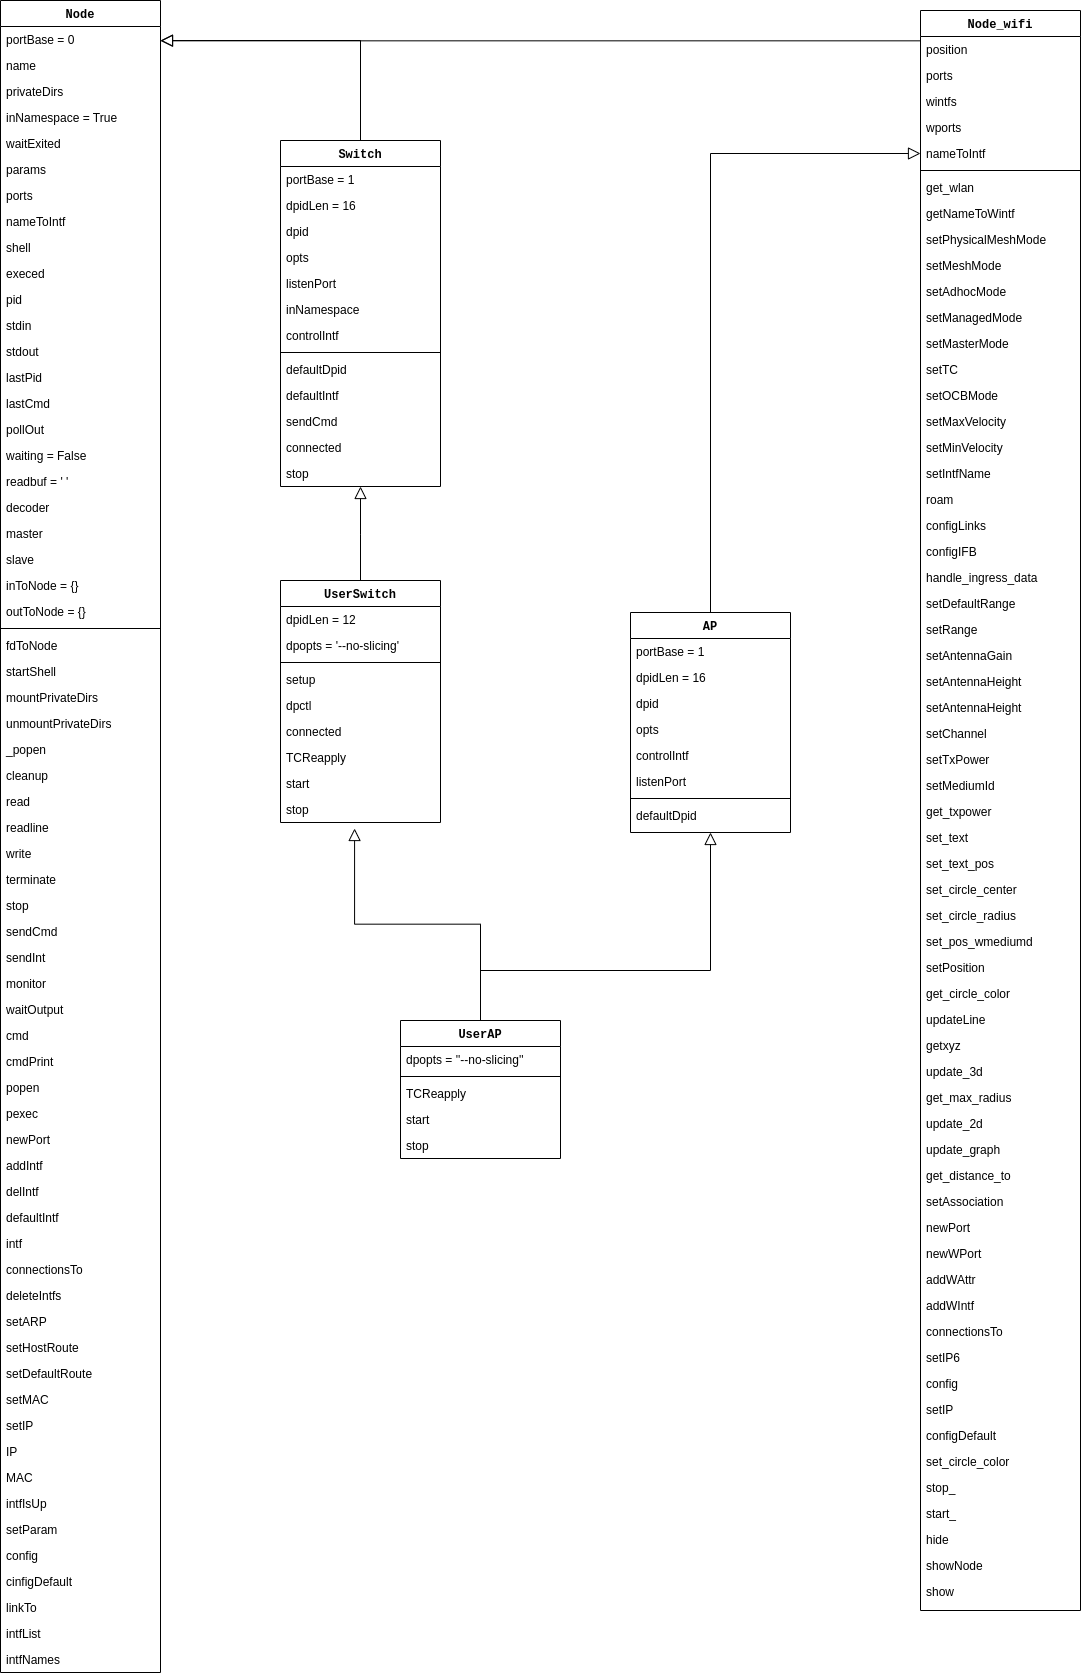 Node
portBase = 0
name
privateDirs
inNamespace = True
waitExited
params
ports
nameToIntf
shell
execed
pid
stdin
stdout
lastPid
lastCmd
pollOut
waiting = False
readbuf = ' '
decoder
master
slave
inToNode = {}
outToNode = {}
fdToNode
startShell
mountPrivateDirs
unmountPrivateDirs
_popen
cleanup
read
readline
write
terminate
stop
sendCmd
sendInt
monitor
waitOutput
cmd
cmdPrint
popen
pexec
newPort
addIntf
delIntf
defaultIntf
intf
connectionsTo
deleteIntfs
setARP
setHostRoute
setDefaultRoute
setMAC
setIP
IP
MAC
intfIsUp
setParam
config
cinfigDefault
linkTo
intfList
intfNames
Switch
portBase = 1
dpidLen = 16
dpid
opts
listenPort
inNamespace
controlIntf
defaultDpid
defaultIntf
sendCmd
connected
stop
UserSwitch
dpidLen = 12
dpopts = '--no-slicing'
setup
dpctl
connected
TCReapply
start
stop
UserAP
dpopts = "--no-slicing"
TCReapply
start
stop
AP
portBase = 1
dpidLen = 16
dpid
opts
controlIntf
listenPort
defaultDpid
Node_wifi
position
ports
wintfs
wports
nameToIntf
get_wlan
getNameToWintf
setPhysicalMeshMode
setMeshMode
setAdhocMode
setManagedMode
setMasterMode
setTC
setOCBMode
setMaxVelocity
setMinVelocity
setIntfName
roam
configLinks
configIFB
handle_ingress_data
setDefaultRange
setRange
setAntennaGain
setAntennaHeight
setAntennaHeight
setChannel
setTxPower
setMediumId
get_txpower
set_text
set_text_pos
set_circle_center
set_circle_radius
set_pos_wmediumd
setPosition
get_circle_color
updateLine
getxyz
update_3d
get_max_radius
update_2d
update_graph
get_distance_to
setAssociation
newPort
newWPort
addWAttr
addWIntf
connectionsTo
setIP6
config
setIP
configDefault
set_circle_color
stop_
start_
hide
showNode
show